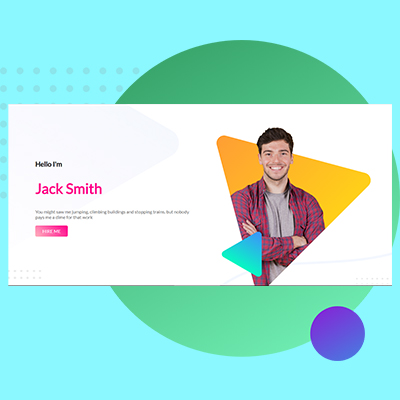 Hello I'm
Jack Smith
You might saw me jumping, climbing buildings and stopping trains. But nobody
pays me a dime for that work
HIRE ME